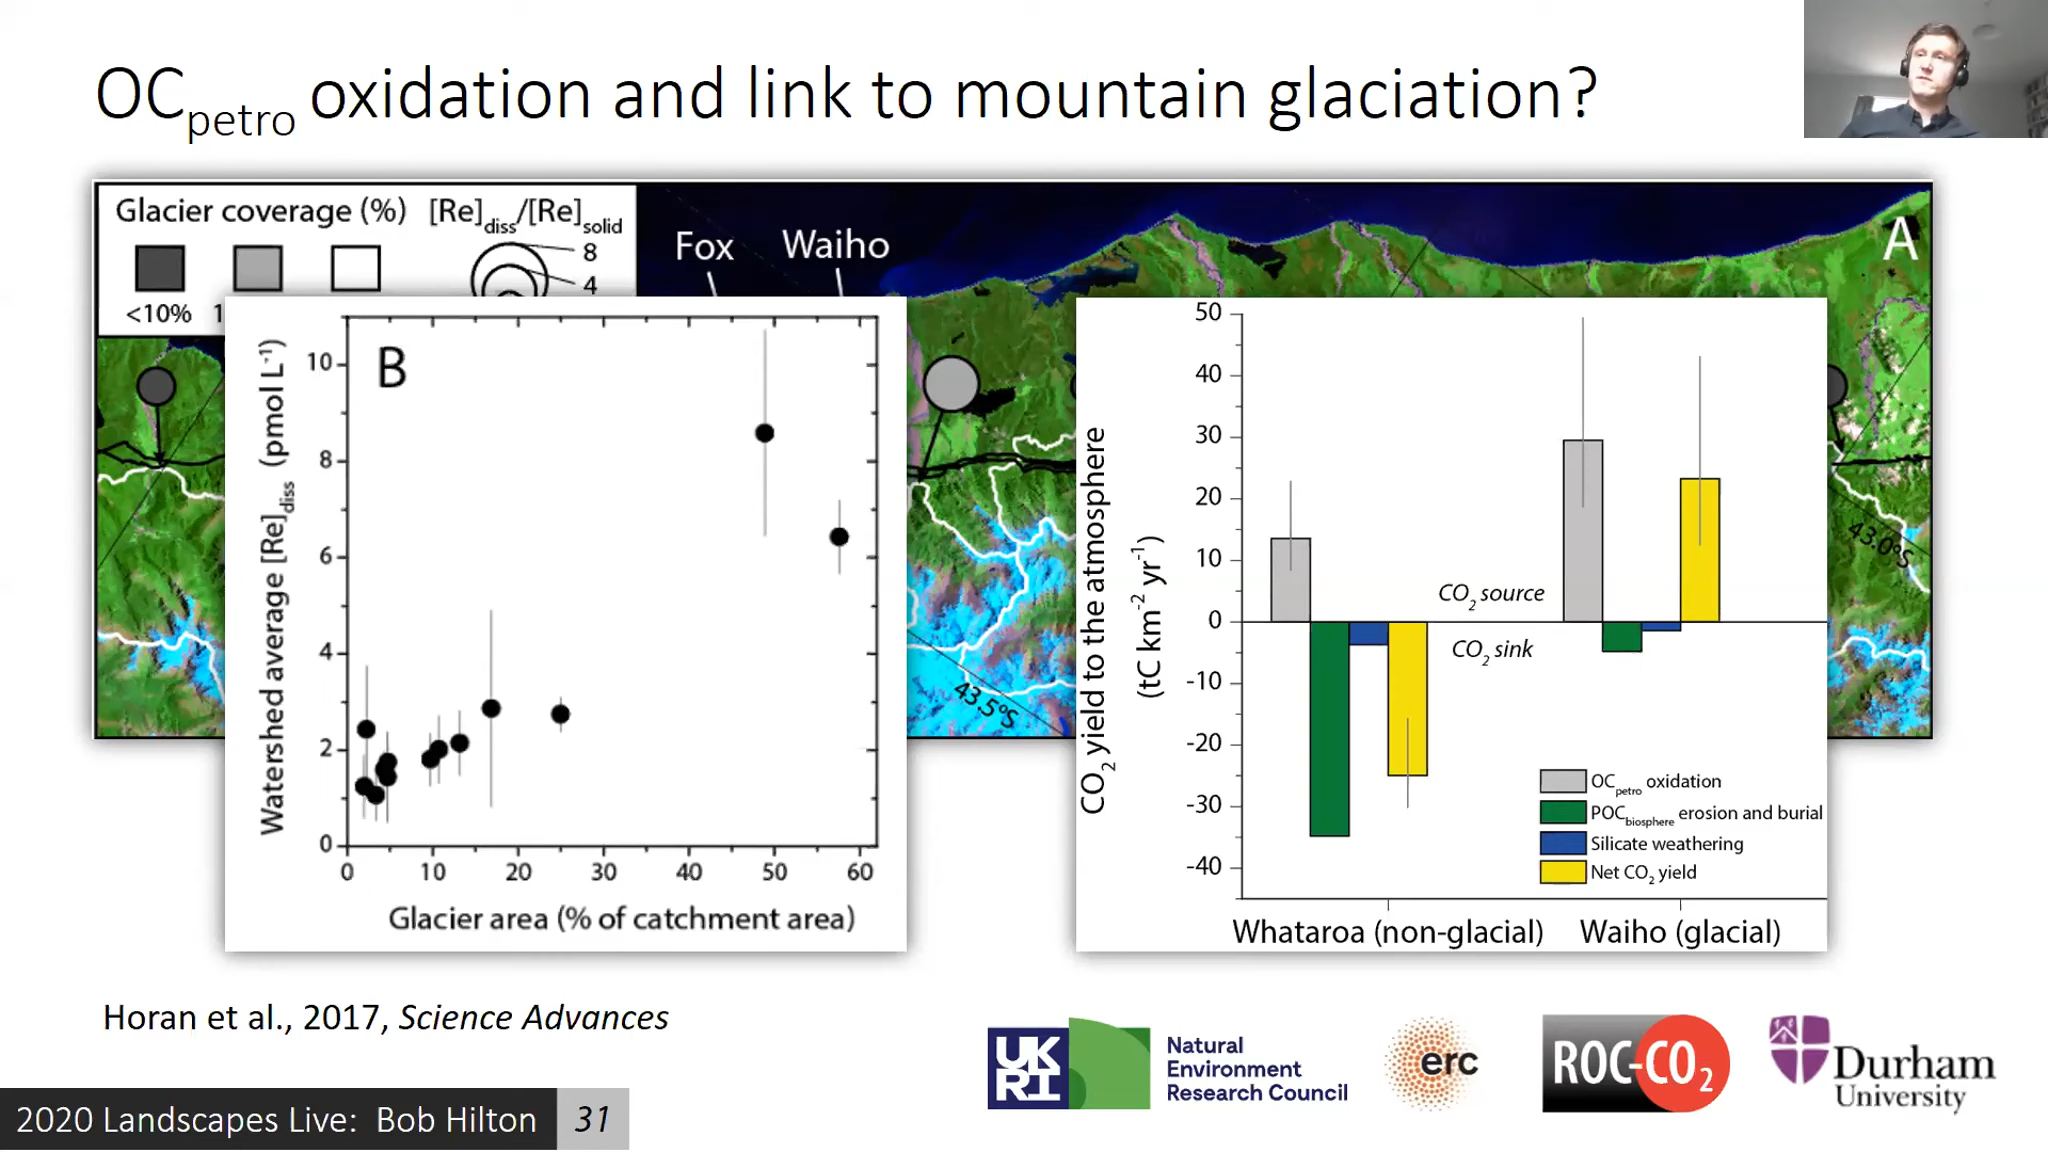 OCpetro oxidation and link to mountain glaciation?
Glacier coverage (%) [Re]diss/[Re]solid
8
4
<10% 1
Fox
Waiho
A
43.5°S
43.0°S
B
Watershed average [Re]diss (pmol L-1)
10
8
6
4
2
0
0 10 20 30 40 50 60
Glacier area (% of catchment area)
CO2 yield to the atmosphere
(tC km-2 yr-1)
50
40
30
20
10
0
-10
-20
-30
-40
CO2 source
CO2 sink
OCpetro oxidation
POCbiosphere erosion and burial
Silicate weathering
Net CO2 yield
Whataroa (non-glacial) Waiho (glacial)
Horan et al., 2017, Science Advances
UK
RI
Natural
Environment
Research Council
erc
ROC-CO2
Durham
University
2020 Landscapes Live: Bob Hilton 31